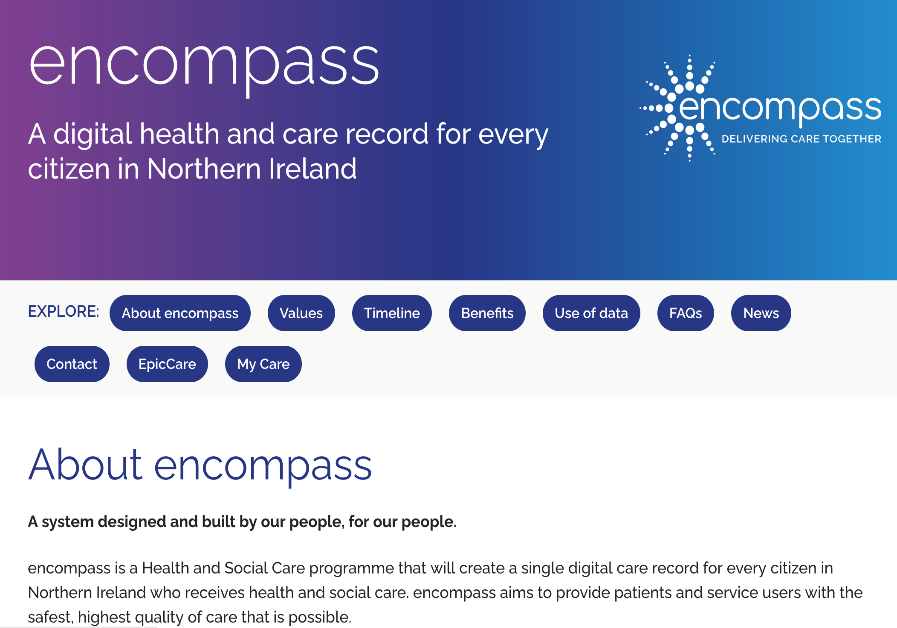 encompass
A digital health and care record for every
citizen in Northern Ireland
encompass
DELIVERING CARE TOGETHER
EXPLORE: About encompass Values Timeline Benefits Use of data FAQs News
Contact EpicCare My Care
About encompass
A system designed and built by our people, for our people.
encompass is a Health and Social Care programme that will create a single digital care record for every citizen in
Northern Ireland who receives health and social care. encompass aims to provide patients and service users with the
safest, highest quality of care that is possible.